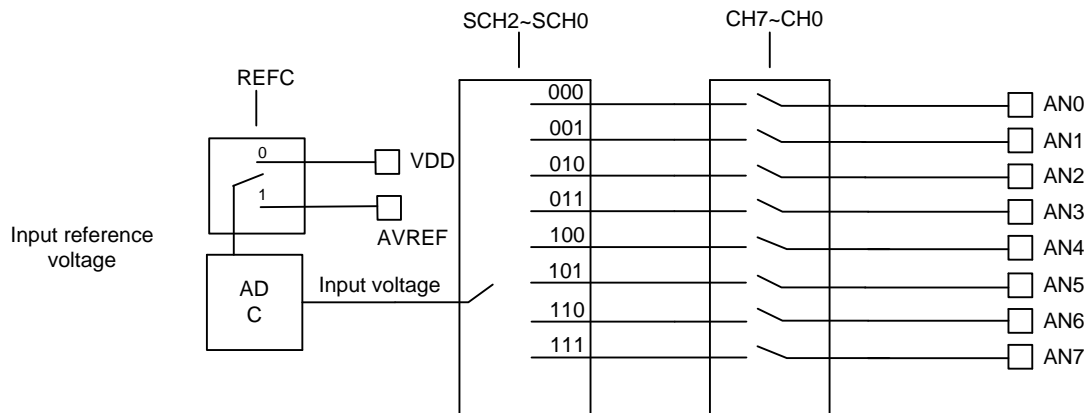 SCH2~SCH0
CH7~CH0
REFC
000
AN0
001
AN1
0
VDD
010
AN2
1
011
AN3
AVREF
Input reference
voltage
100
AN4
AD
C
Input voltage
101
AN5
110
AN6
111
AN7